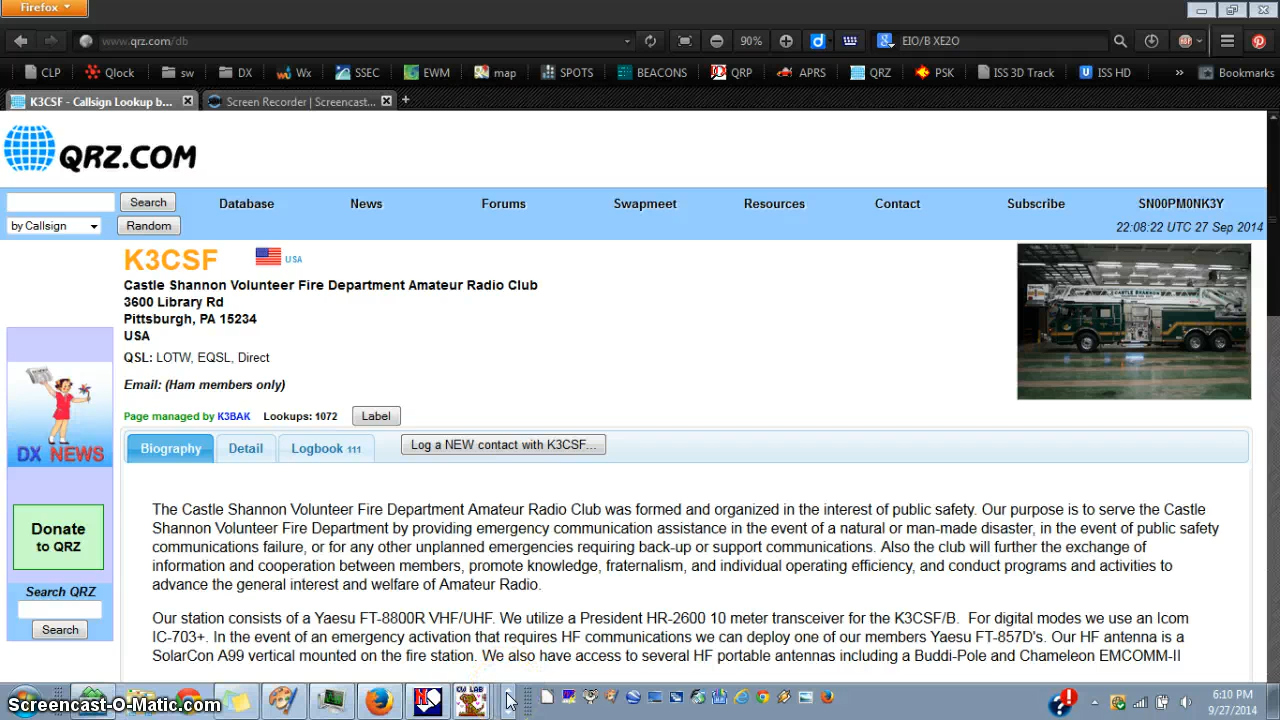 Firefox
www.qrz.com/db
90%
EIO/B XE2O
CLP
Qlock
sw
DX
Wx
SSEC
EWM
map
SPOTS
BEACONS
QRP
APRS
QRZ
PSK
ISS 3D Track
ISS HD
»
Bookmarks
K3CSF - Callsign Lookup b...
Screen Recorder | Screencast...
QRZ.COM
Search
Database
News
Forums
Swapmeet
Resources
Contact
Subscribe
SN00PM0NK3Y
by Callsign
Random
22:08:22 UTC 27 Sep 2014
K3CSF
USA
Castle Shannon Volunteer Fire Department Amateur Radio Club
3600 Library Rd
Pittsburgh, PA 15234
USA
QSL: LOTW, EQSL, Direct
Email: (Ham members only)
Page managed by K3BAK Lookups: 1072 Label
DX NEWS
Biography
Detail
Logbook 111
Log a NEW contact with K3CSF...
Donate
to QRZ
Search QRZ
Search
The Castle Shannon Volunteer Fire Department Amateur Radio Club was formed and organized in the interest of public safety. Our purpose is to serve the Castle
Shannon Volunteer Fire Department by providing emergency communication assistance in the event of a natural or man-made disaster, in the event of public safety
communications failure, or for any other unplanned emergencies requiring back-up or support communications. Also the club will further the exchange of
information and cooperation between members, promote knowledge, fraternalism, and individual operating efficiency, and conduct programs and activities to
advance the general interest and welfare of Amateur Radio.
Our station consists of a Yaesu FT-8800R VHF/UHF. We utilize a President HR-2600 10 meter transceiver for the K3CSF/B. For digital modes we use an Icom
IC-703+. In the event of an emergency activation that requires HF communications we can deploy one of our members Yaesu FT-857D's. Our HF antenna is a
SolarCon A99 vertical mounted on the fire station. We also have access to several HF portable antennas including a Buddi-Pole and Chameleon EMCOMM-II
CW LAB
6:10 PM
9/27/2014
Screencast-O-Matic.com